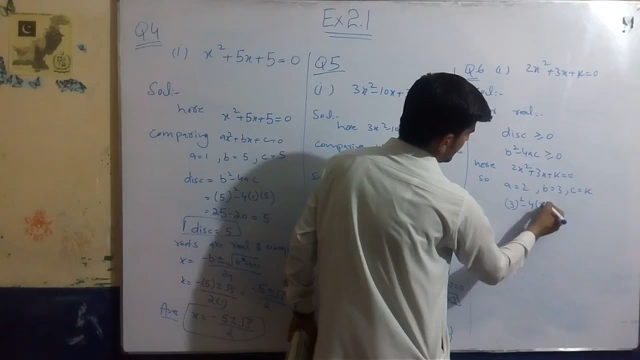 Ex 2.1
Q4
(i) x² + 5x + 5 = 0
Sol:-
here x² + 5x + 5 = 0
Comparing ax² + bx + c = 0
a = 1, b = 5, c = 5
disc = b² - 4ac
= (5)² - 4(1)(5)
= 25 - 20 = 5
disc = 5
roots are real &
x = -b ± √b² - 4ac
2a
x = -(5) ± √5
2(1)
Ans
x = -5 ± √5
2
Q5
(i) 3x² - 10x +
Sol:-
here 3x² - 10
Q6 (i) 2x² + 3x + K = 0
Sol:-
real:-
disc ≥ 0
b² - 4ac ≥ 0
here 2x² + 3x + K = 0
so a = 2, b = 3, c = K
(3)² - 4(